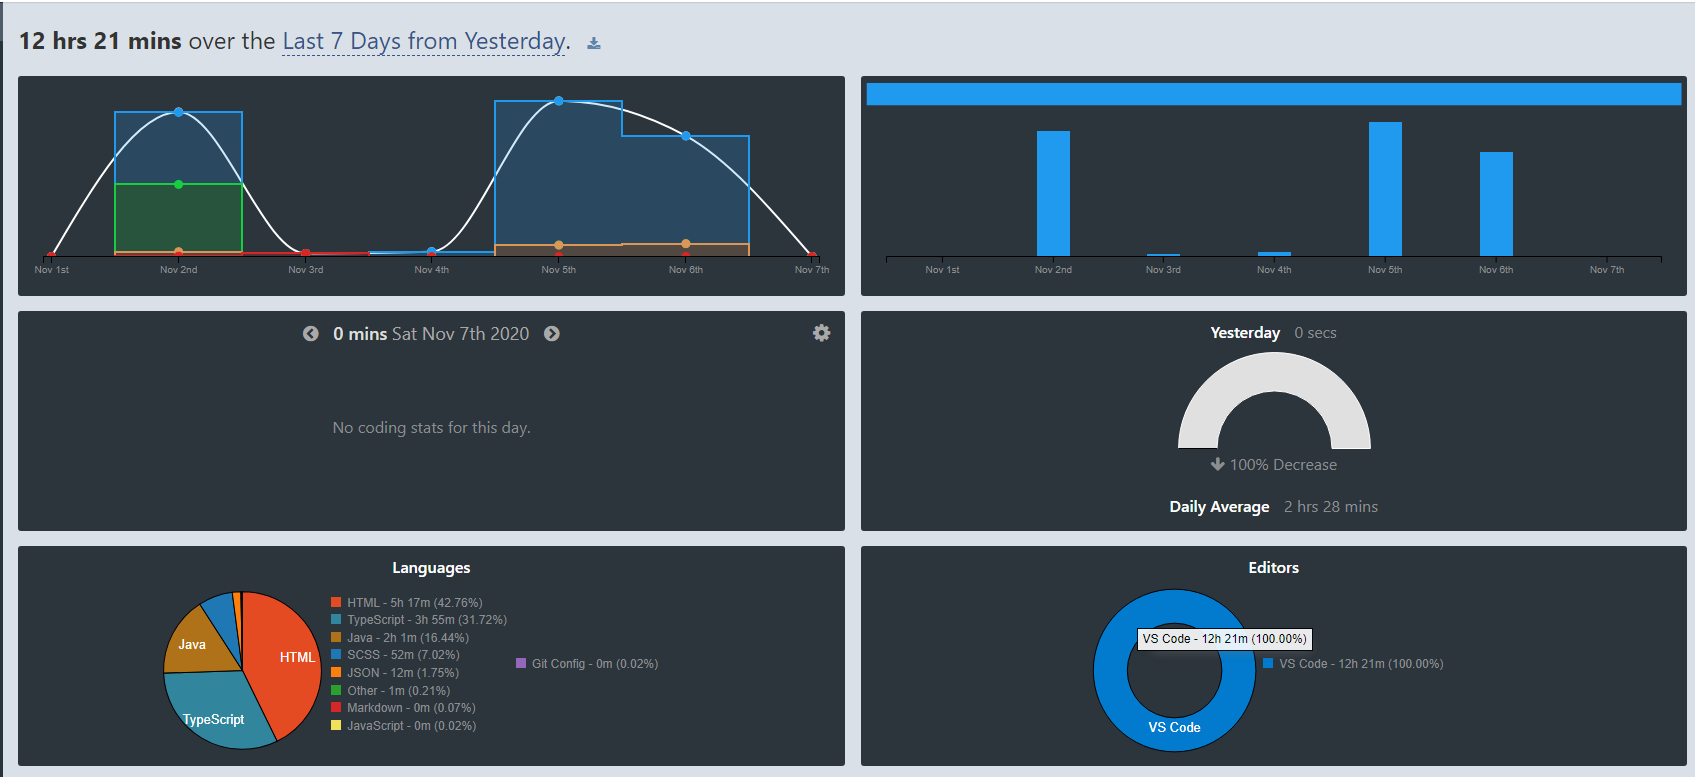 12 hrs 21 mins over the Last 7 Days from Yesterday.
Nov 1st Nov 2nd Nov 3rd Nov 4th Nov 5th Nov 6th Nov 7th
Nov 1st Nov 2nd Nov 3rd Nov 4th Nov 5th Nov 6th Nov 7th
0 mins Sat Nov 7th 2020
No coding stats for this day.
Yesterday 0 secs
100% Decrease
Daily Average 2 hrs 28 mins
Languages
HTML
TypeScript
Java
HTML - 5h 17m (42.76%)
TypeScript - 3h 55m (31.72%)
Java - 2h 1m (16.44%)
SCSS - 52m (7.02%)
JSON - 12m (1.75%)
Other - 1m (0.21%)
Markdown - 0m (0.07%)
JavaScript - 0m (0.02%)
Git Config - 0m (0.02%)
Editors
VS Code - 12h 21m (100.00%)
VS Code
VS Code - 12h 21m (100.00%)